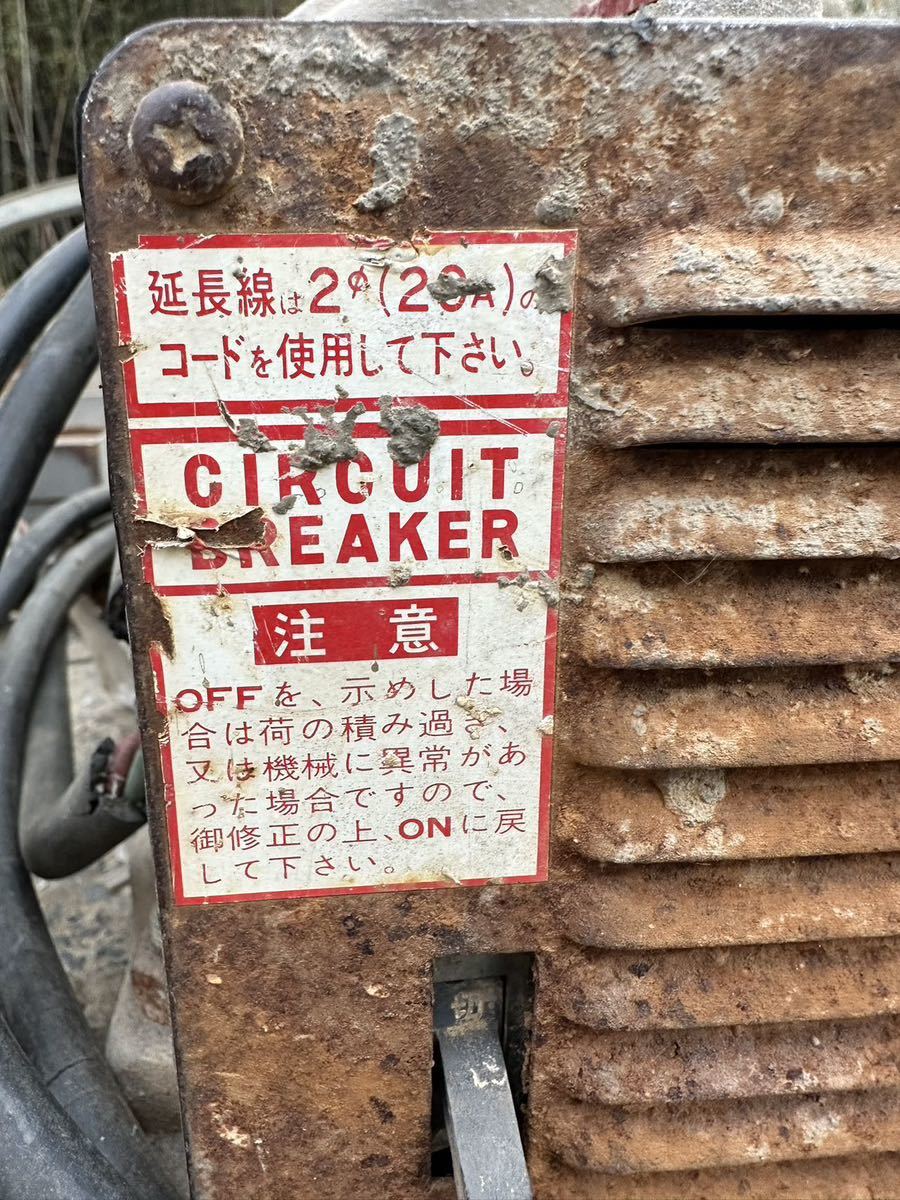 延長線は2φ(20A)の
コードを使用して下さい。
CIRCUIT
BREAKER
注意
OFFを、示めした場
合は荷の積み過ぎ、
又は機械に異常があ
った場合ですので、
御修正の上、ONに戻
して下さい。
切